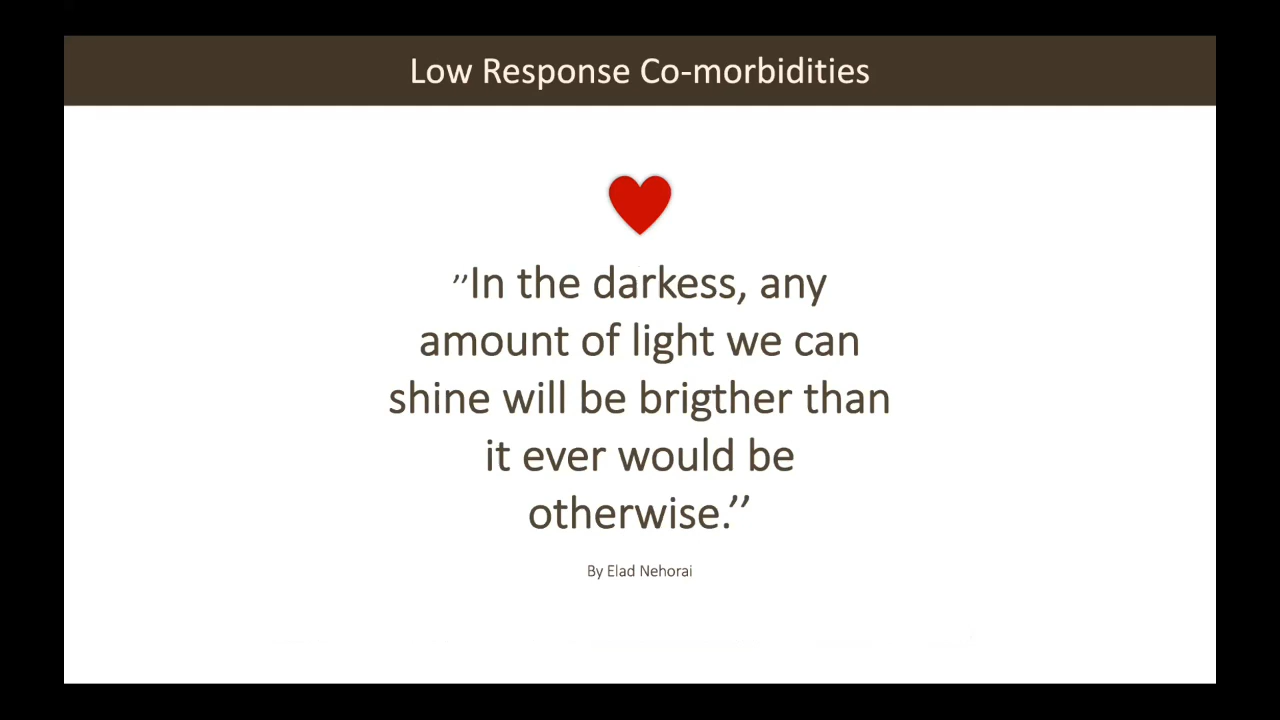 Low Response Co-morbidities
’’In the darkess, any
amount of light we can
shine will be brigther than
it ever would be
otherwise.’’
By Elad Nehorai